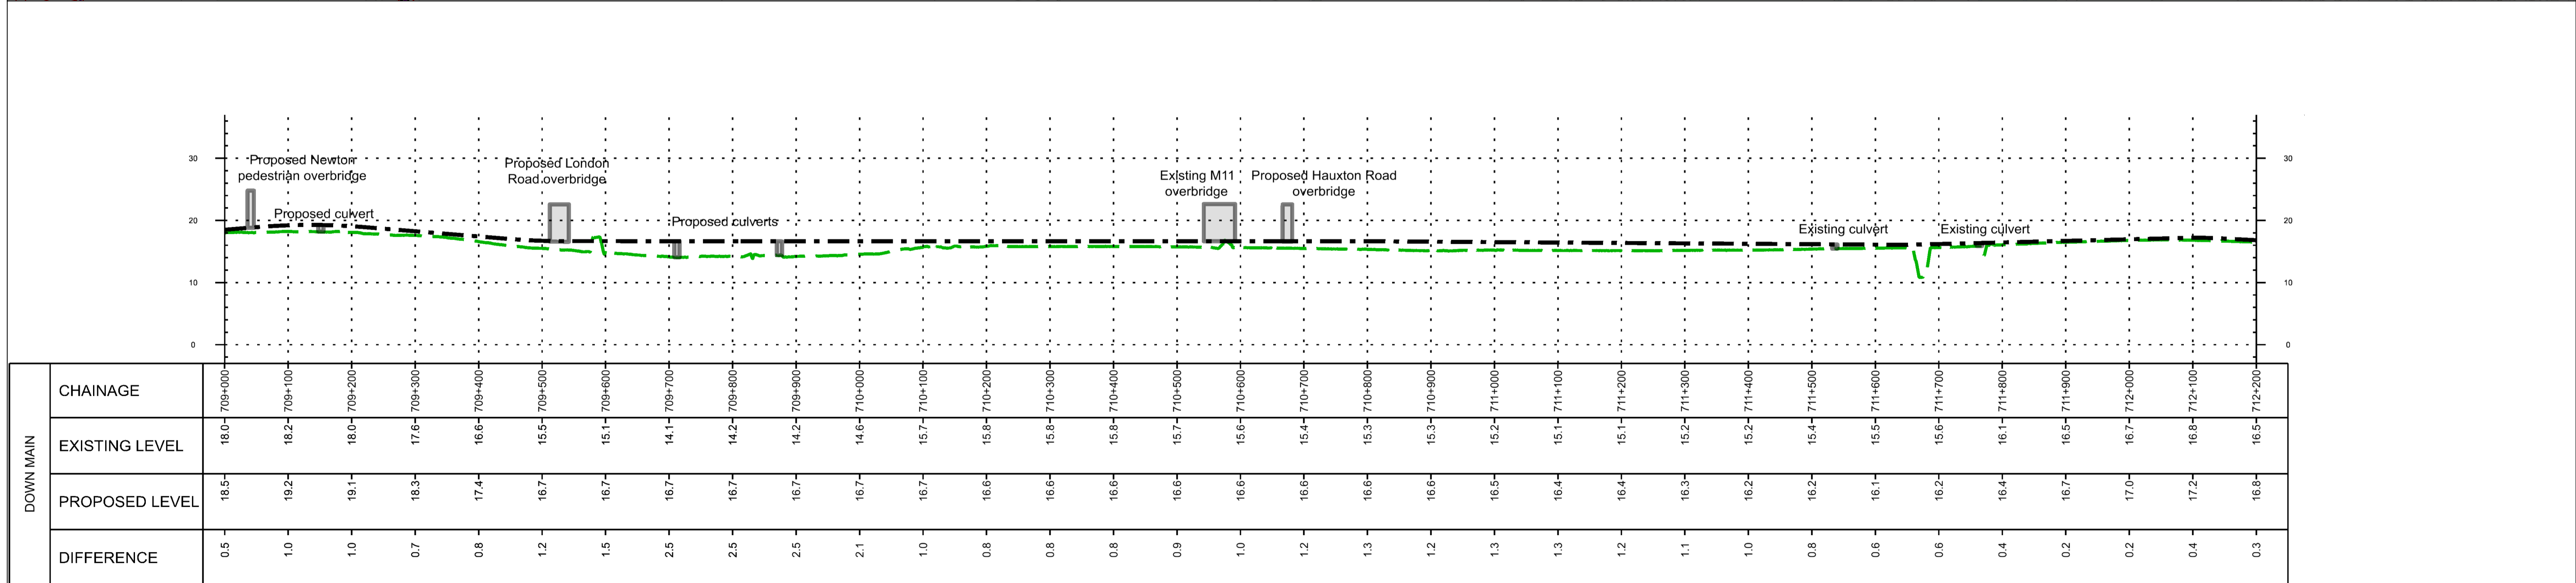 30
20
10
0
30
20
10
0
Proposed Newton
pedestrian overbridge
Proposed culvert
Proposed London
Road overbridge
Proposed culverts
Existing M11
overbridge
Proposed Hauxton Road
overbridge
Existing culvert
Existing culvert
DOWN MAIN
CHAINAGE 709+000 709+100 709+200 709+300 709+400 709+500 709+600 709+700 709+800 709+900 710+000 710+100 710+200 710+300 710+400 710+500 710+600 710+700 710+800 710+900 711+000 711+100 711+200 711+300 711+400 711+500 711+600 711+700 711+800 711+900 712+000 712+100 712+200
EXISTING LEVEL 18.0 18.2 18.0 17.6 16.6 15.5 15.1 14.1 14.2 14.2 14.6 15.7 15.8 15.8 15.8 15.7 15.6 15.4 15.3 15.3 15.2 15.1 15.1 15.2 15.2 15.4 15.5 15.6 16.1 16.5 16.7 16.8 16.5
PROPOSED LEVEL 18.5 19.2 19.1 18.3 17.4 16.7 16.7 16.7 16.7 16.7 16.7 16.7 16.6 16.6 16.6 16.6 16.6 16.6 16.6 16.6 16.5 16.4 16.4 16.3 16.2 16.2 16.1 16.2 16.4 16.7 17.0 17.2 16.8
DIFFERENCE 0.5 1.0 1.0 0.7 0.8 1.2 1.5 2.5 2.5 2.5 2.1 1.0 0.8 0.8 0.8 0.9 1.0 1.2 1.3 1.2 1.3 1.3 1.2 1.1 1.0 0.8 0.6 0.6 0.4 0.2 0.2 0.4 0.3